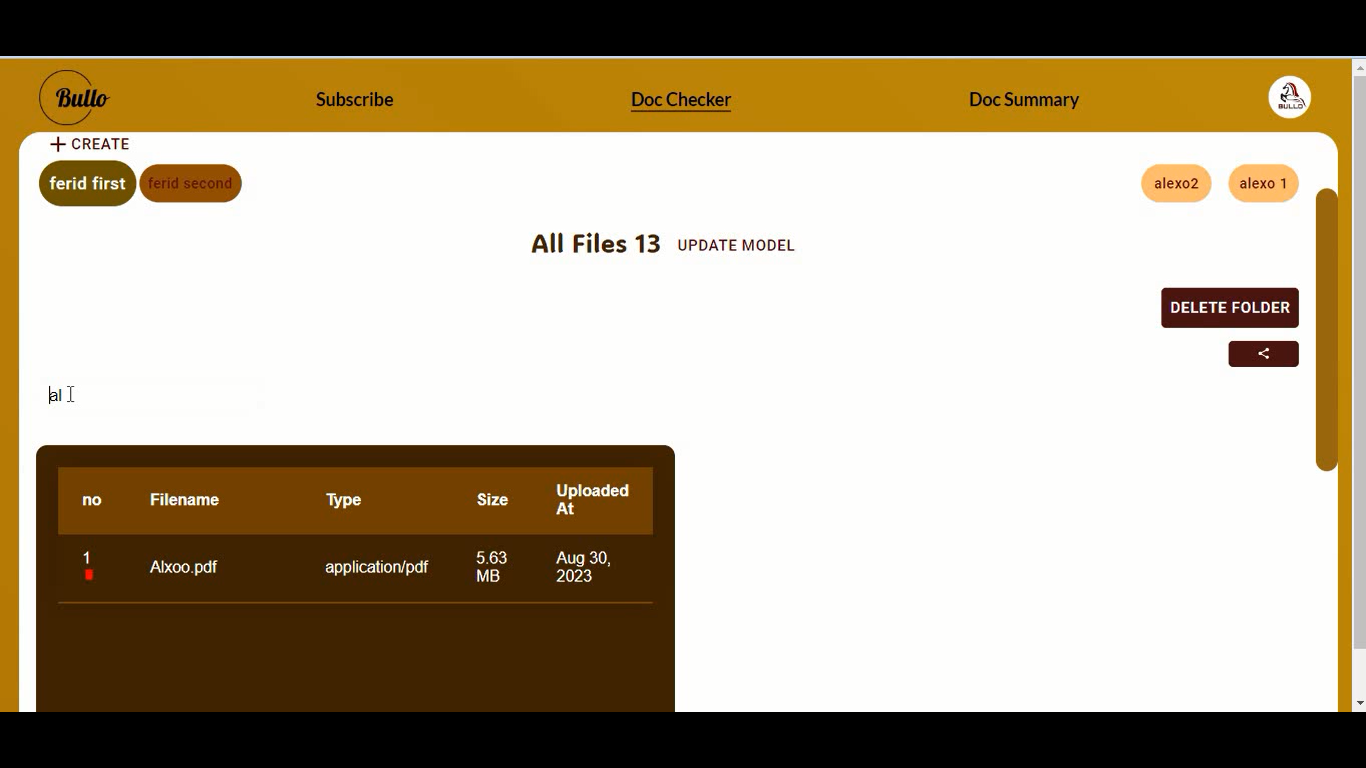 Bullo
Subscribe
Doc Checker
Doc Summary
BULLO
CREATE
ferid first
ferid second
alexo2
alexo 1
All Files 13
UPDATE MODEL
DELETE FOLDER
al
no
Filename
Type
Size
Uploaded
At
1
Alxoo.pdf
application/pdf
5.63
MB
Aug 30,
2023